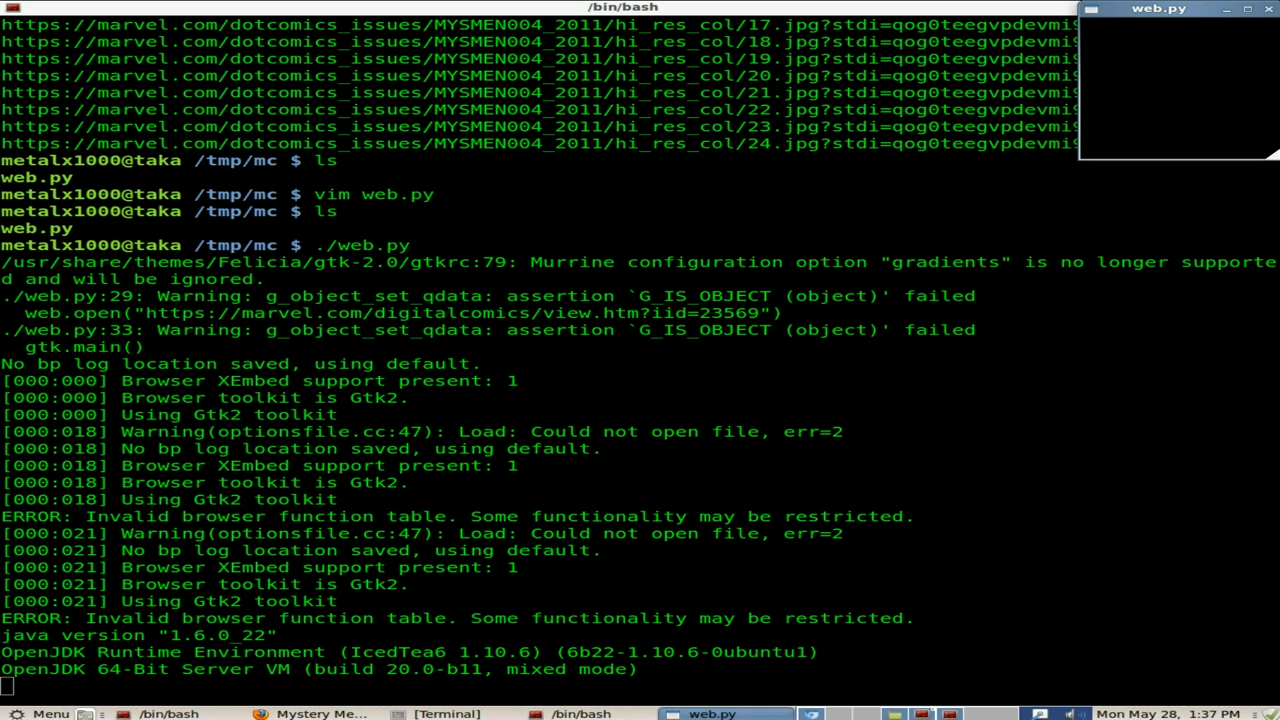 /bin/bash
web.py
https://marvel.com/dotcomics_issues/MYSMEN004_2011/hi_res_col/17.jpg?stdi=qog0teegvpdevmi9
https://marvel.com/dotcomics_issues/MYSMEN004_2011/hi_res_col/18.jpg?stdi=qog0teegvpdevmi9
https://marvel.com/dotcomics_issues/MYSMEN004_2011/hi_res_col/19.jpg?stdi=qog0teegvpdevmi9
https://marvel.com/dotcomics_issues/MYSMEN004_2011/hi_res_col/20.jpg?stdi=qog0teegvpdevmi9
https://marvel.com/dotcomics_issues/MYSMEN004_2011/hi_res_col/21.jpg?stdi=qog0teegvpdevmi9
https://marvel.com/dotcomics_issues/MYSMEN004_2011/hi_res_col/22.jpg?stdi=qog0teegvpdevmi9
https://marvel.com/dotcomics_issues/MYSMEN004_2011/hi_res_col/23.jpg?stdi=qog0teegvpdevmi9
https://marvel.com/dotcomics_issues/MYSMEN004_2011/hi_res_col/24.jpg?stdi=qog0teegvpdevmi9
metalx1000@taka /tmp/mc $ ls
web.py
metalx1000@taka /tmp/mc $ vim web.py
metalx1000@taka /tmp/mc $ ls
web.py
metalx1000@taka /tmp/mc $ ./web.py
/usr/share/themes/Felicia/gtk-2.0/gtkrc:79: Murrine configuration option "gradients" is no longer supporte
d and will be ignored.
./web.py:29: Warning: g_object_set_qdata: assertion `G_IS_OBJECT (object)' failed
  web.open("https://marvel.com/digitalcomics/view.htm?iid=23569")
./web.py:33: Warning: g_object_set_qdata: assertion `G_IS_OBJECT (object)' failed
  gtk.main()
No bp log location saved, using default.
[000:000] Browser XEmbed support present: 1
[000:000] Browser toolkit is Gtk2.
[000:000] Using Gtk2 toolkit
[000:018] Warning(optionsfile.cc:47): Load: Could not open file, err=2
[000:018] No bp log location saved, using default.
[000:018] Browser XEmbed support present: 1
[000:018] Browser toolkit is Gtk2.
[000:018] Using Gtk2 toolkit
ERROR: Invalid browser function table. Some functionality may be restricted.
[000:021] Warning(optionsfile.cc:47): Load: Could not open file, err=2
[000:021] No bp log location saved, using default.
[000:021] Browser XEmbed support present: 1
[000:021] Browser toolkit is Gtk2.
[000:021] Using Gtk2 toolkit
ERROR: Invalid browser function table. Some functionality may be restricted.
java version "1.6.0_22"
OpenJDK Runtime Environment (IcedTea6 1.10.6) (6b22-1.10.6-0ubuntu1)
OpenJDK 64-Bit Server VM (build 20.0-b11, mixed mode)
Menu /bin/bash Mystery Me... [Terminal] /bin/bash web.py Mon May 28, 1:37 PM